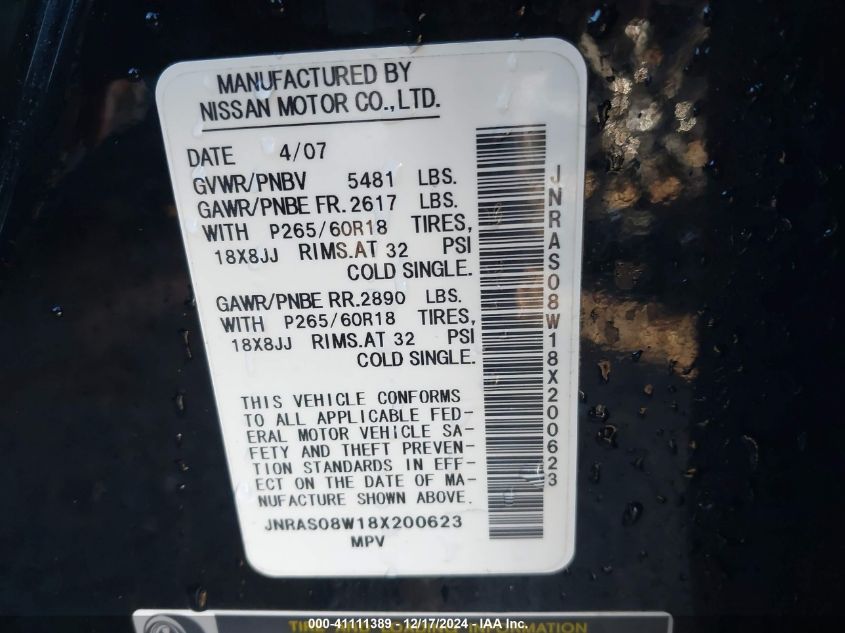 MANUFACTURED BY
NISSAN MOTOR CO.,LTD.
DATE 4/07
GVWR/PNBV 5481 LBS.
GAWR/PNBE FR.2617 LBS.
WITH P265/60R18 TIRES,
18X8JJ RIMS.AT 32 PSI
COLD SINGLE.
GAWR/PNBE RR.2890 LBS.
WITH P265/60R18 TIRES,
18X8JJ RIMS.AT 32 PSI
COLD SINGLE.
THIS VEHICLE CONFORMS
TO ALL APPLICABLE FED-
ERAL MOTOR VEHICLE SA-
FETY AND THEFT PREVEN-
TION STANDARDS IN EFF-
ECT ON THE DATE OF MA-
NUFACTURE SHOWN ABOVE.
JNRAS08W18X200623
MPV
JNRAS08W18X200623
TIRE AND LOADING INFORMATION
000-41111389 - 12/17/2024 - IAA Inc.